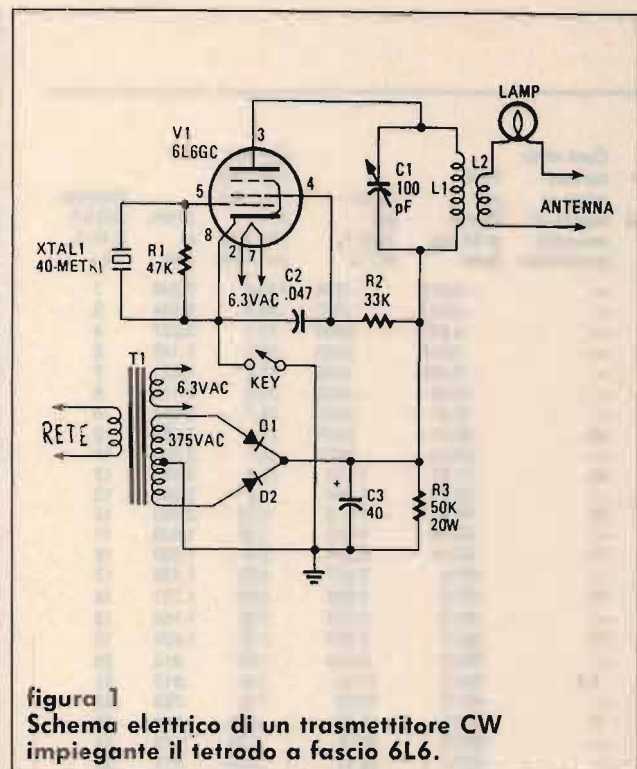 LAMP
V1
6L6GC
3
5
4
8
2
7
C1
100
pF
L1
L2
ANTENNA
XTAL1
40-METRI
R1
47K
6.3VAC
C2
.047
R2
33K
T1
6.3VAC
KEY
RETE
375VAC
D1
D2
+
C3
40
R3
50K
20W
figura 1
Schema elettrico di un trasmettitore CW
impiegante il tetrodo a fascio 6L6.